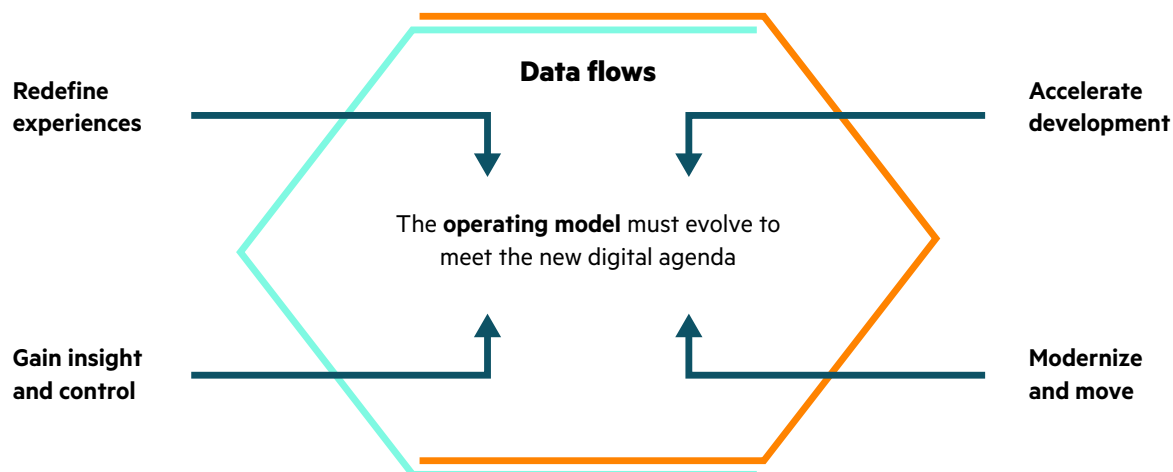 Data flows
Redefine
experiences
Accelerate
development
The operating model must evolve to
meet the new digital agenda
Gain insight
and control
Modernize
and move